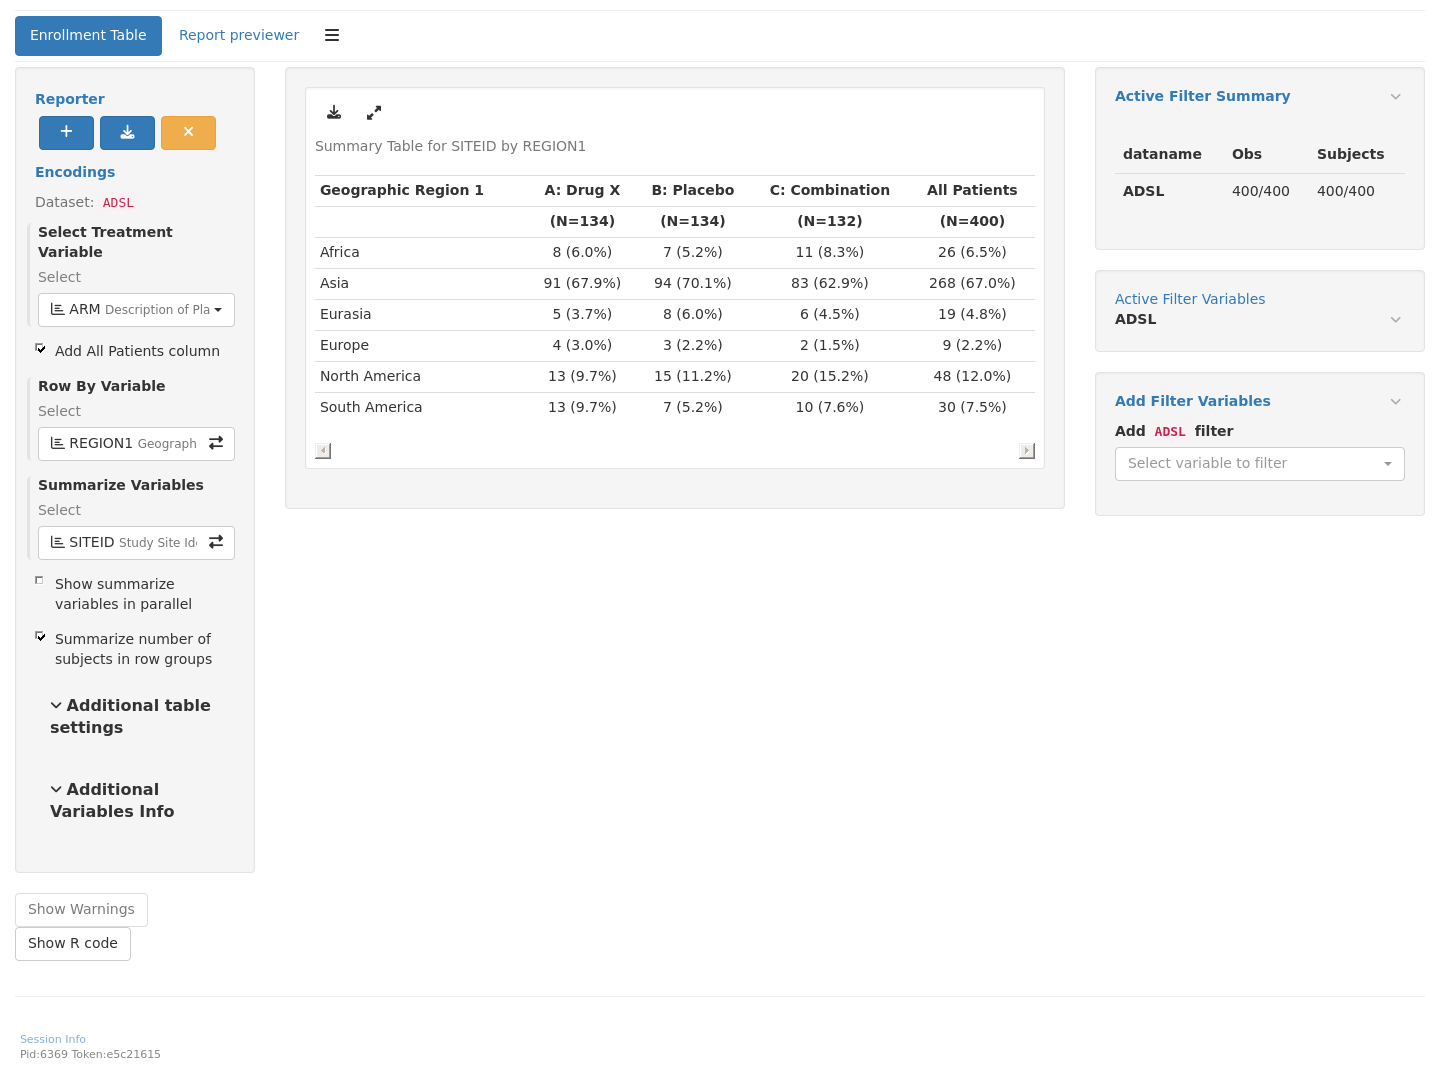 Enrollment Table Report previewer
Reporter
Encodings
Dataset: ADSL
Select Treatment
Variable
Select
ARM Description of Pla
Add All Patients column
Row By Variable
Select
REGION1 Geograph
Summarize Variables
Select
SITEID Study Site Ide
Show summarize
variables in parallel
Summarize number of
subjects in row groups
Additional table
settings
Additional
Variables Info
Show Warnings
Show R code
Summary Table for SITEID by REGION1
Geographic Region 1 A: Drug X B: Placebo C: Combination All Patients
(N=134) (N=134) (N=132) (N=400)
Africa 8 (6.0%) 7 (5.2%) 11 (8.3%) 26 (6.5%)
Asia 91 (67.9%) 94 (70.1%) 83 (62.9%) 268 (67.0%)
Eurasia 5 (3.7%) 8 (6.0%) 6 (4.5%) 19 (4.8%)
Europe 4 (3.0%) 3 (2.2%) 2 (1.5%) 9 (2.2%)
North America 13 (9.7%) 15 (11.2%) 20 (15.2%) 48 (12.0%)
South America 13 (9.7%) 7 (5.2%) 10 (7.6%) 30 (7.5%)
Active Filter Summary
dataname Obs Subjects
ADSL 400/400 400/400
Active Filter Variables
ADSL
Add Filter Variables
Add ADSL filter
Select variable to filter
Session Info
Pid:6369 Token:e5c21615